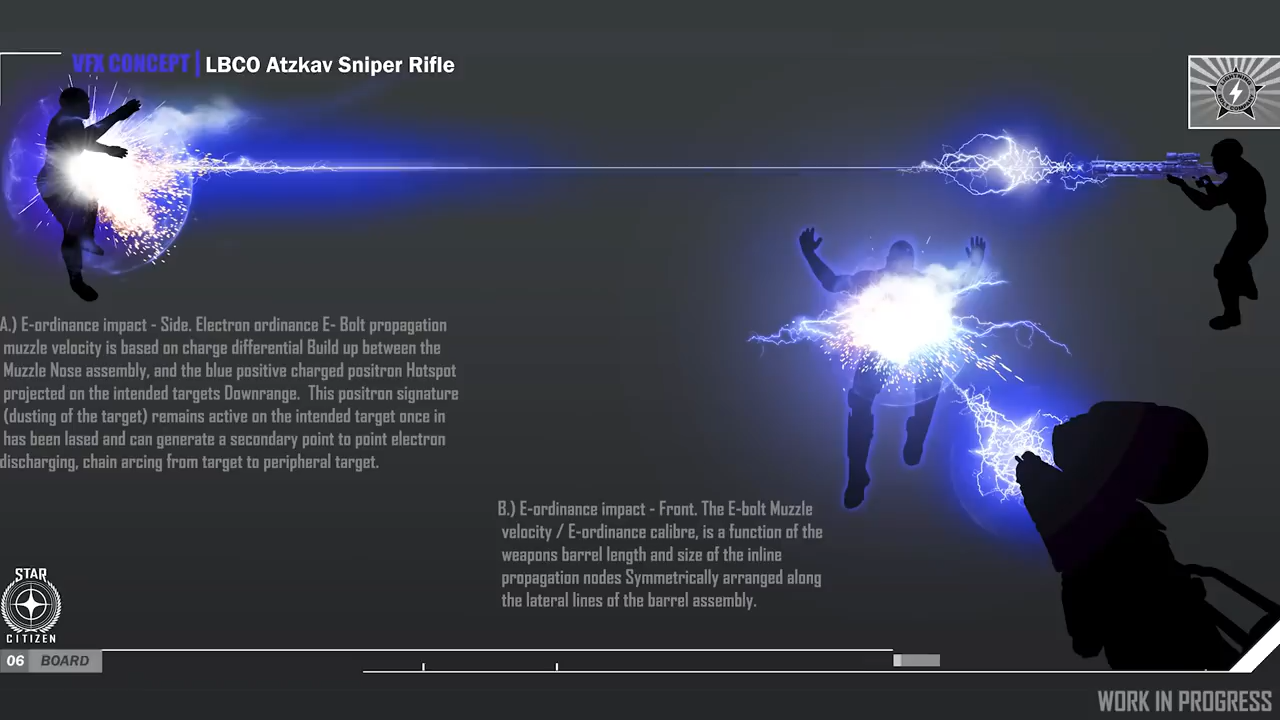 VFX CONCEPT | LBCO Atzkav Sniper Rifle
A.) E-ordinance impact - Side. Electron ordinance E- Bolt propagation
muzzle velocity is based on charge differential Build up between the
Muzzle Nose assembly, and the blue positive charged positron Hotspot
projected on the intended targets Downrange. This positron signature
(dusting of the target) remains active on the intended target once in
has been lased and can generate a secondary point to point electron
discharging, chain arcing from target to peripheral target.
B.) E-ordinance impact - Front. The E-bolt Muzzle
velocity / E-ordinance calibre, is a function of the
weapons barrel length and size of the inline
propagation nodes Symmetrically arranged along
the lateral lines of the barrel assembly.
STAR
CITIZEN
06 BOARD
WORK IN PROGRESS